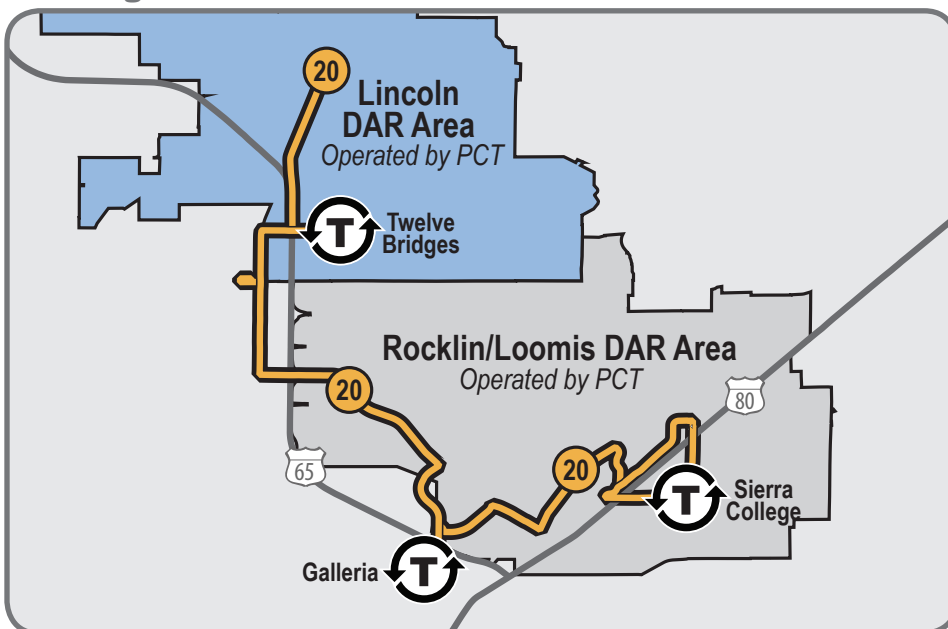 20
Lincoln
DAR Area
Operated by PCT
T
Twelve
Bridges
Rocklin/Loomis DAR Area
Operated by PCT
20
80
65
20
T
Sierra
College
Galleria
T